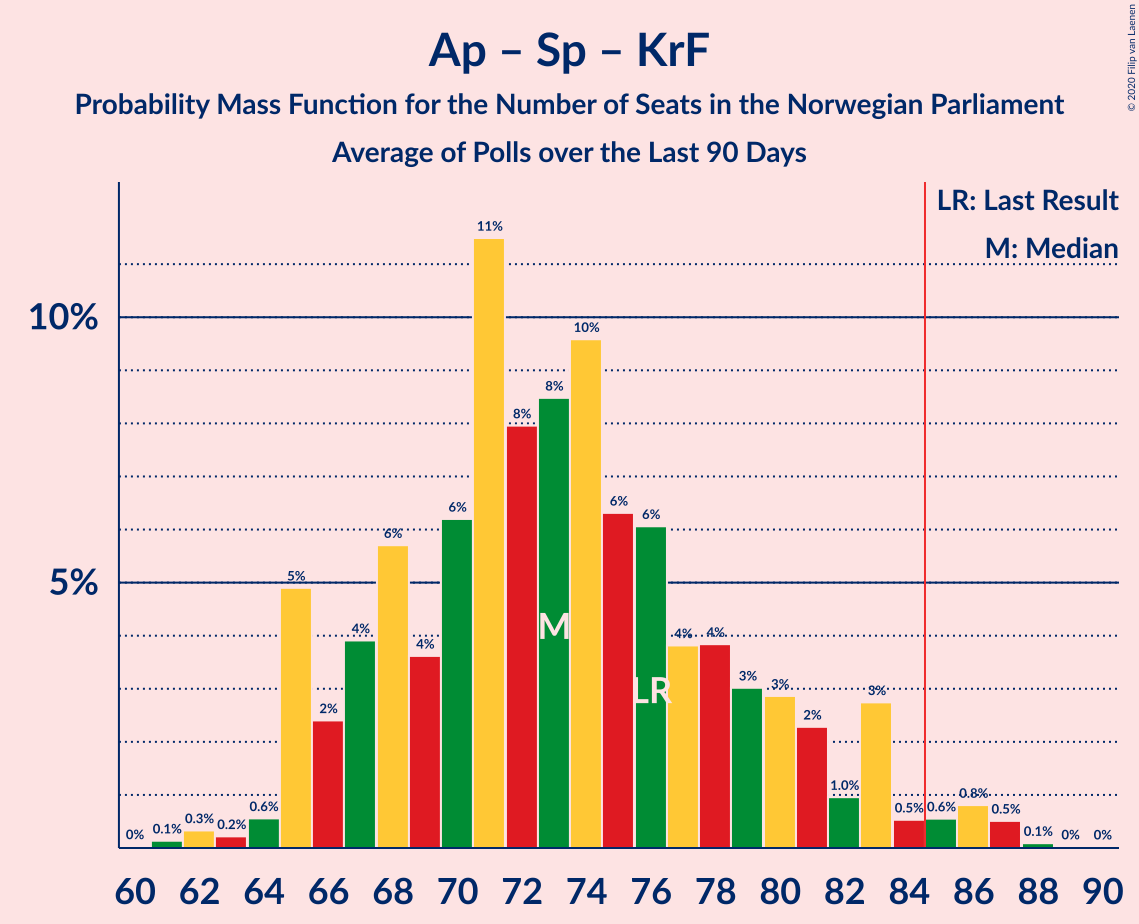 Ap – Sp – KrF
Probability Mass Function for the Number of Seats in the Norwegian Parliament
Average of Polls over the Last 90 Days
© 2020 Filip van Laenen
LR: Last Result
M: Median
10%
5%
0% 0.1% 0.3% 0.2% 0.6% 5% 2% 4% 6% 4% 6% 11% 8% 8% 10% 6% 6% 4% 4% 3% 3% 2% 1.0% 3% 0.5% 0.6% 0.8% 0.5% 0.1% 0% 0%
M
LR
60 62 64 66 68 70 72 74 76 78 80 82 84 86 88 90